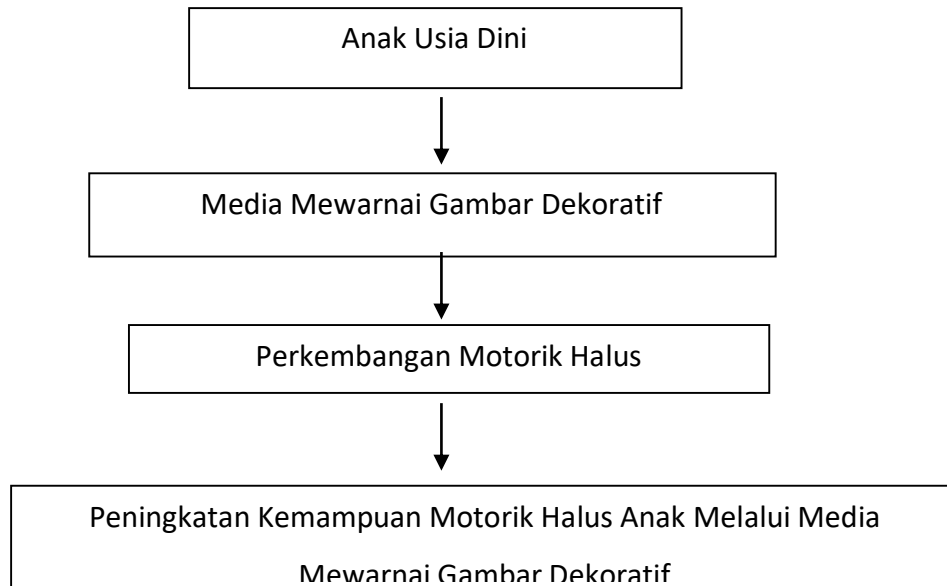 Anak Usia Dini
Media Mewarnai Gambar Dekoratif
Perkembangan Motorik Halus
Peningkatan Kemampuan Motorik Halus Anak Melalui Media
Mewarnai Gambar Dekoratif